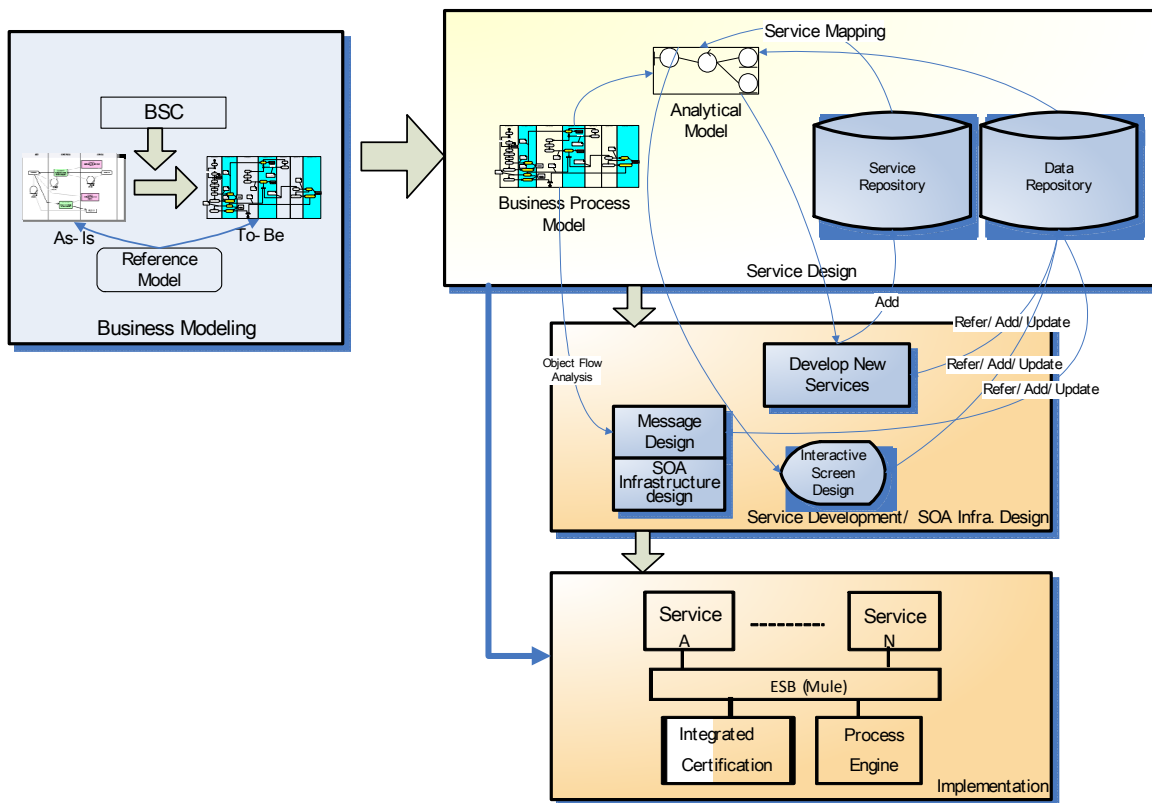 BSC
As- Is
To- Be
Reference
Model
Business Modeling
Service Mapping
Analytical
Model
Business Process
Model
Service
Repository
Data
Repository
Service Design
Add
Refer/ Add/ Update
Refer/ Add/ Update
Refer/ Add/ Update
Object Flow
Analysis
Develop New
Services
Message
Design
SOA
Infrastructure
design
Interactive
Screen
Design
Service Development/ SOA Infra. Design
Service
A
Service
N
ESB (Mule)
Integrated
Certification
Process
Engine
Implementation